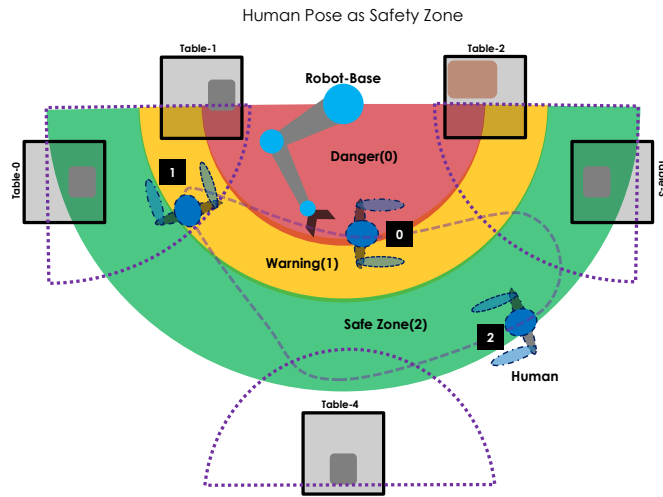 Human Pose as Safety Zone
Table-1
Table-2
Robot-Base
Table-0
Danger(0)
1
0
Warning(1)
Safe Zone(2)
2
Human
Table-4